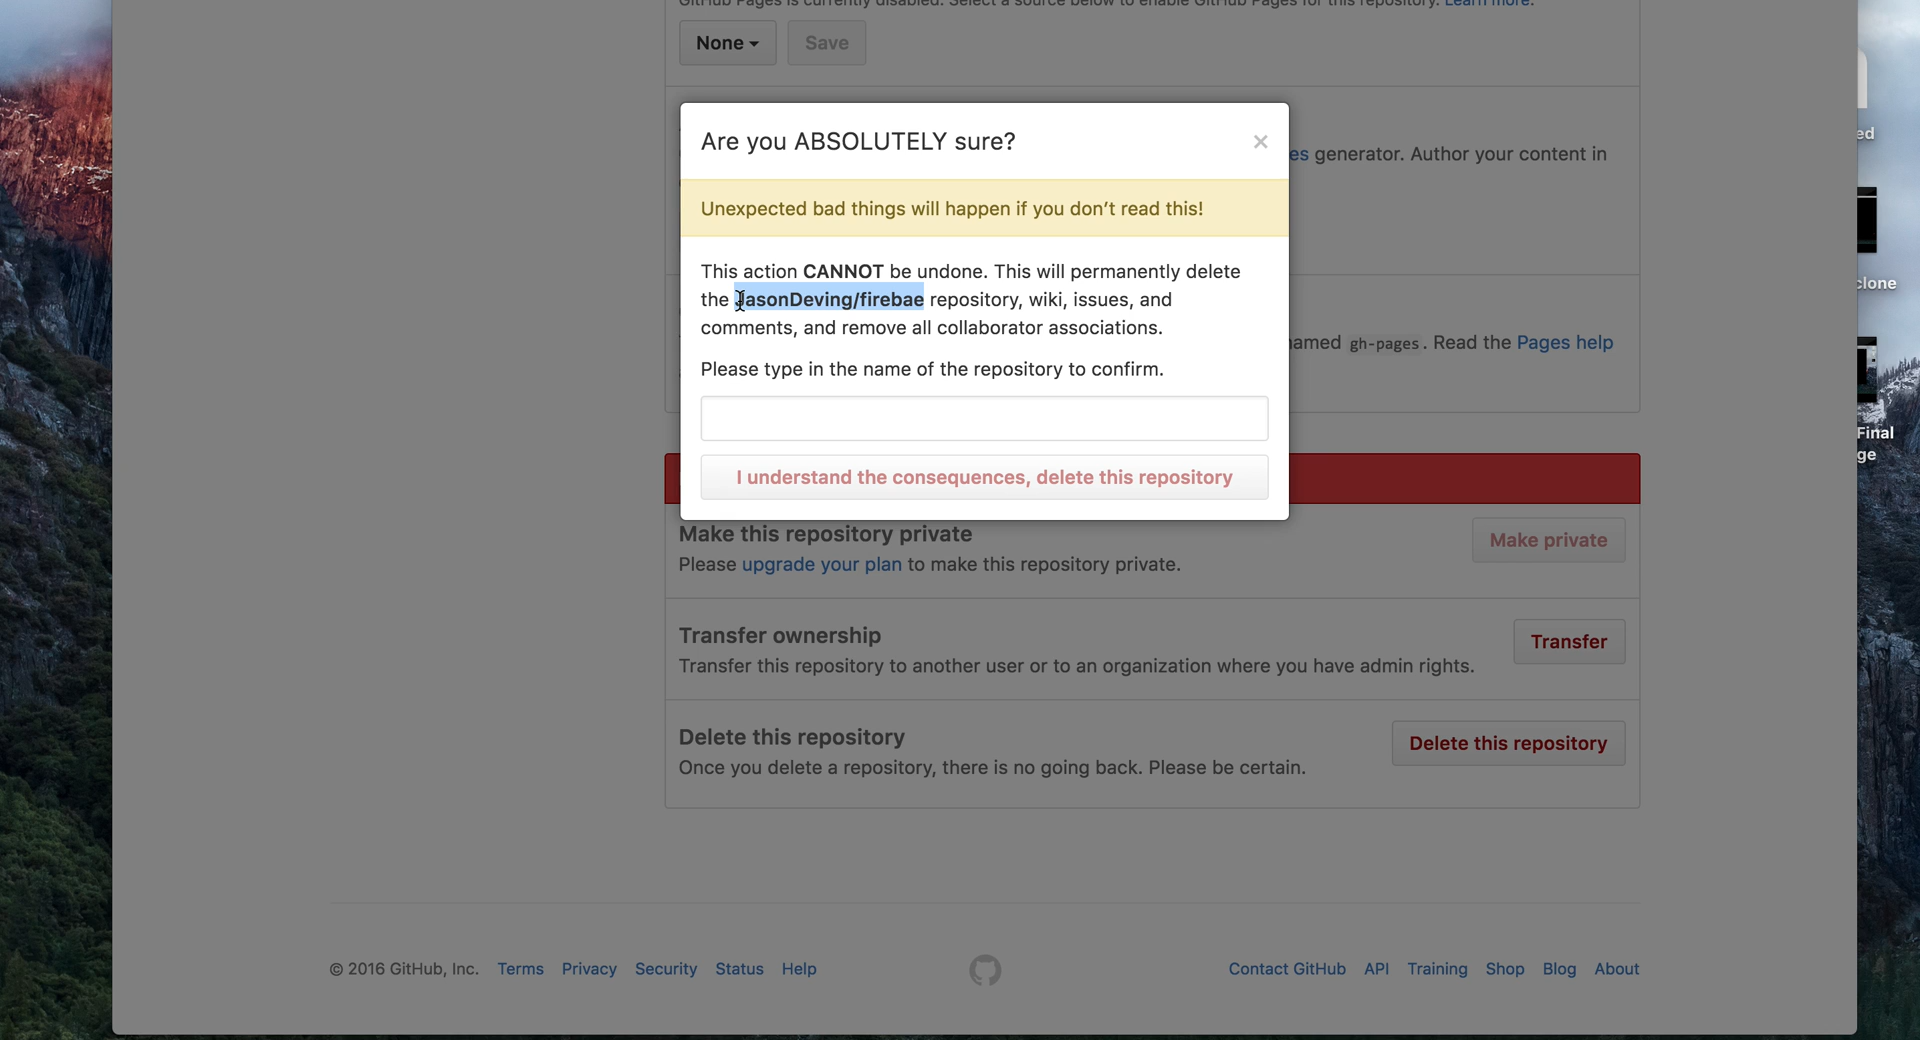 GitHub Pages is currently disabled. Select a source below to enable GitHub Pages for this repository. Learn more.
None
Save
Are you ABSOLUTELY sure?
×
ed
es generator. Author your content in
Unexpected bad things will happen if you don’t read this!
This action CANNOT be undone. This will permanently delete
the JasonDeving/firebae repository, wiki, issues, and
comments, and remove all collaborator associations.
clone
named gh-pages. Read the Pages help
Please type in the name of the repository to confirm.
Final
ge
I understand the consequences, delete this repository
Make this repository private
Please upgrade your plan to make this repository private.
Make private
Transfer ownership
Transfer this repository to another user or to an organization where you have admin rights.
Transfer
Delete this repository
Once you delete a repository, there is no going back. Please be certain.
Delete this repository
© 2016 GitHub, Inc. Terms Privacy Security Status Help
Contact GitHub API Training Shop Blog About